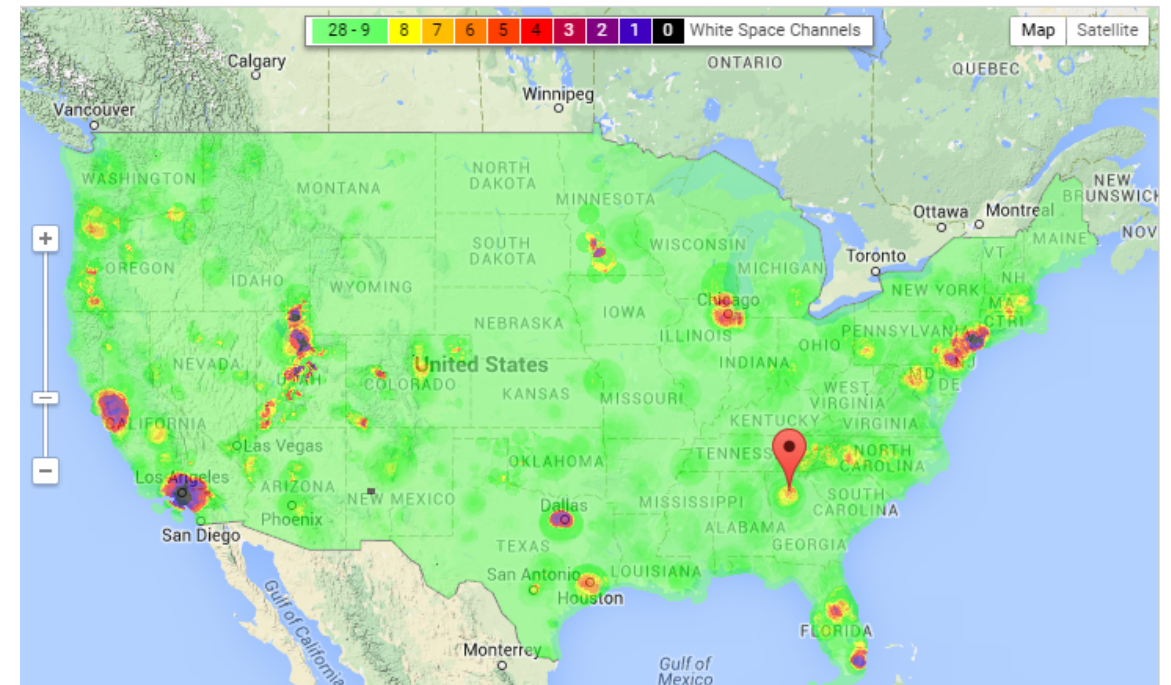 28 - 9 8 7 6 5 4 3 2 1 0 White Space Channels
Map Satellite
Calgary
ONTARIO
QUEBEC
Winnipeg
Vancouver
WASHINGTON
MONTANA
NORTH
DAKOTA
MINNESOTA
NEW
BRUNSWICK
Ottawa
Montreal
+
SOUTH
DAKOTA
WISCONSIN
MAINE
NOV
OREGON
IDAHO
WYOMING
MICHIGAN
Toronto
VT
NH
NEW YORK
MA
Chicago
IOWA
NEBRASKA
ILLINOIS
CTRI
PENNSYLVANIA
OHIO
NJ
NEVADA
UTAH
United States
COLORADO
INDIANA
MD
DE
KANSAS
MISSOURI
WEST
VIRGINIA
CALIFORNIA
KENTUCKY
VIRGINIA
Las Vegas
−
OKLAHOMA
TENNESS
NORTH
CAROLINA
Los Angeles
ARIZONA
NEW MEXICO
Dallas
MISSISSIPPI
SOUTH
CAROLINA
Phoenix
ALABAMA
San Diego
TEXAS
GEORGIA
San Antonio
LOUISIANA
Houston
Gulf of California
FLORIDA
Monterrey
Gulf of
Mexico